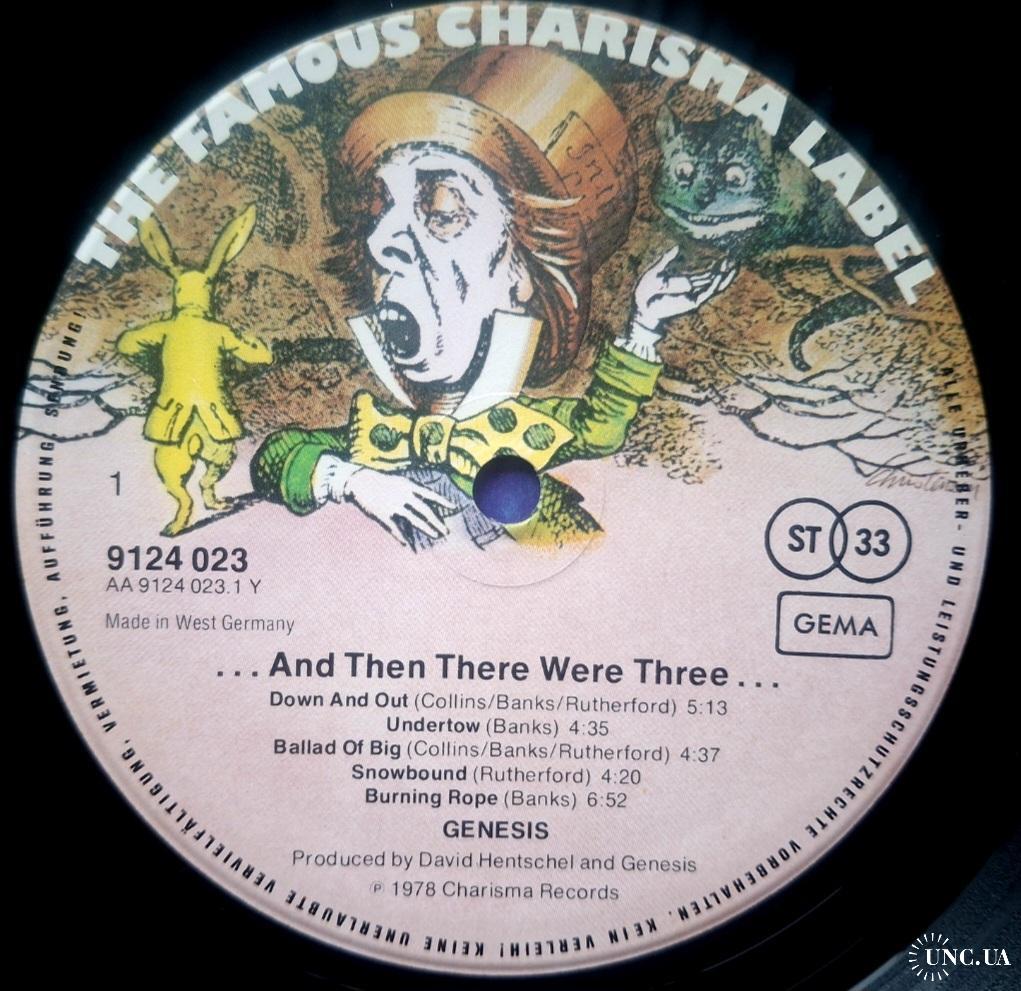 THE FAMOUS CHARISMA LABEL
1
9124 023
AA 9124 023.1 Y
Made in West Germany
ST 33
GEMA
...And Then There Were Three...
Down And Out (Collins/Banks/Rutherford) 5:13
Undertow (Banks) 4:35
Ballad Of Big (Collins/Banks/Rutherford) 4:37
Snowbound (Rutherford) 4:20
Burning Rope (Banks) 6:52
GENESIS
Produced by David Hentschel and Genesis
℗ 1978 Charisma Records
ALLE URHEBER- UND LEISTUNGSSCHUTZRECHTE VORBEHALTEN. KEIN VERLEIH! KEINE UNERLAUBTE VERVIELFÄLTIGUNG, VERMIETUNG, AUFFÜHRUNG, SENDUNG!
UNC.UA